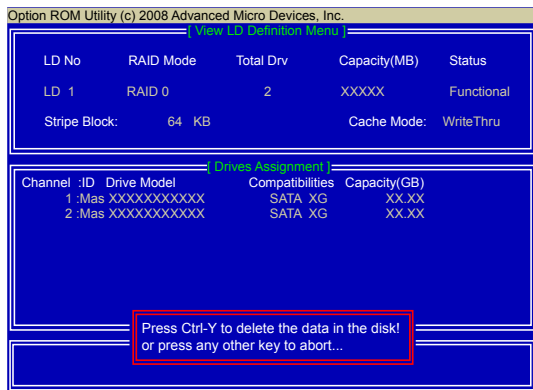 Option ROM Utility (c) 2008 Advanced Micro Devices, Inc.
[ View LD Definition Menu ]
LD No RAID Mode Total Drv Capacity(MB) Status
LD 1 RAID 0 2 XXXXX Functional
Stripe Block: 64 KB Cache Mode: WriteThru
[ Drives Assignment ]
Channel :ID Drive Model Compatibilities Capacity(GB)
1 :Mas XXXXXXXXXXX SATA XG XX.XX
2 :Mas XXXXXXXXXXX SATA XG XX.XX
Press Ctrl-Y to delete the data in the disk!
or press any other key to abort...